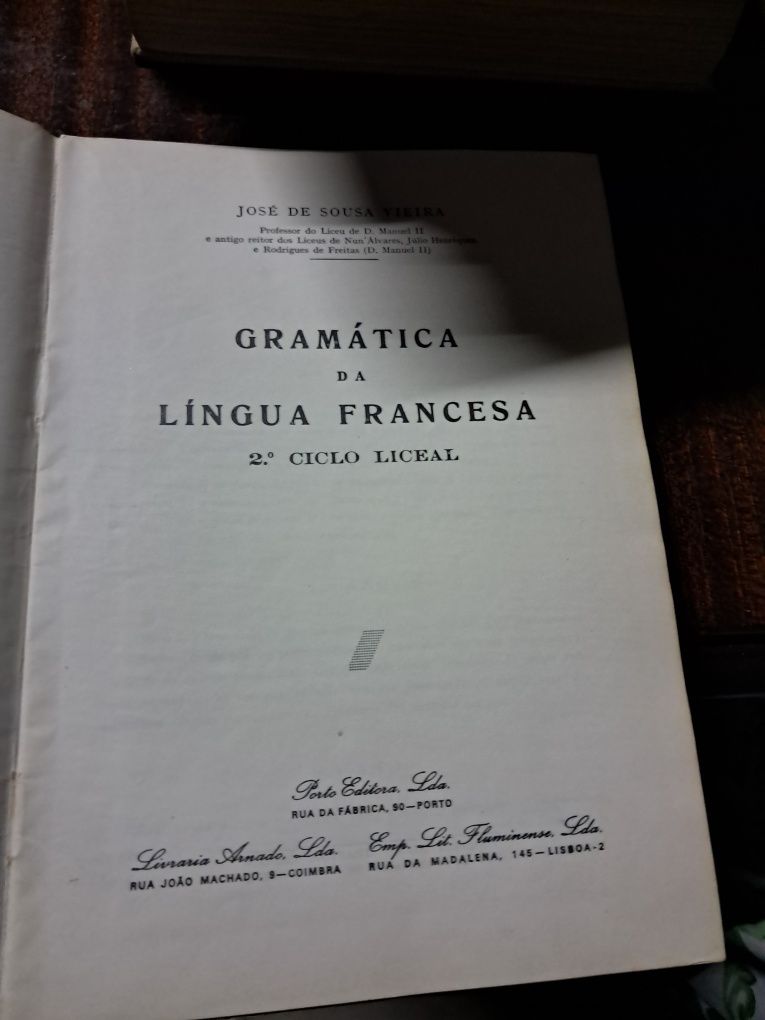 JOSÉ DE SOUSA VIEIRA
Professor do Liceu de D. Manuel II
e antigo reitor dos Liceus de Nun'Álvares, Júlio Henriques
e Rodrigues de Freitas (D. Manuel II)
GRAMÁTICA
DA
LÍNGUA FRANCESA
2.º CICLO LICEAL
Porto Editora, Lda.
RUA DA FÁBRICA, 90—PORTO
Livraria Arnado, Lda.
RUA JOÃO MACHADO, 9—COIMBRA
Emp. Lit. Fluminense, Lda.
RUA DA MADALENA, 145—LISBOA-2